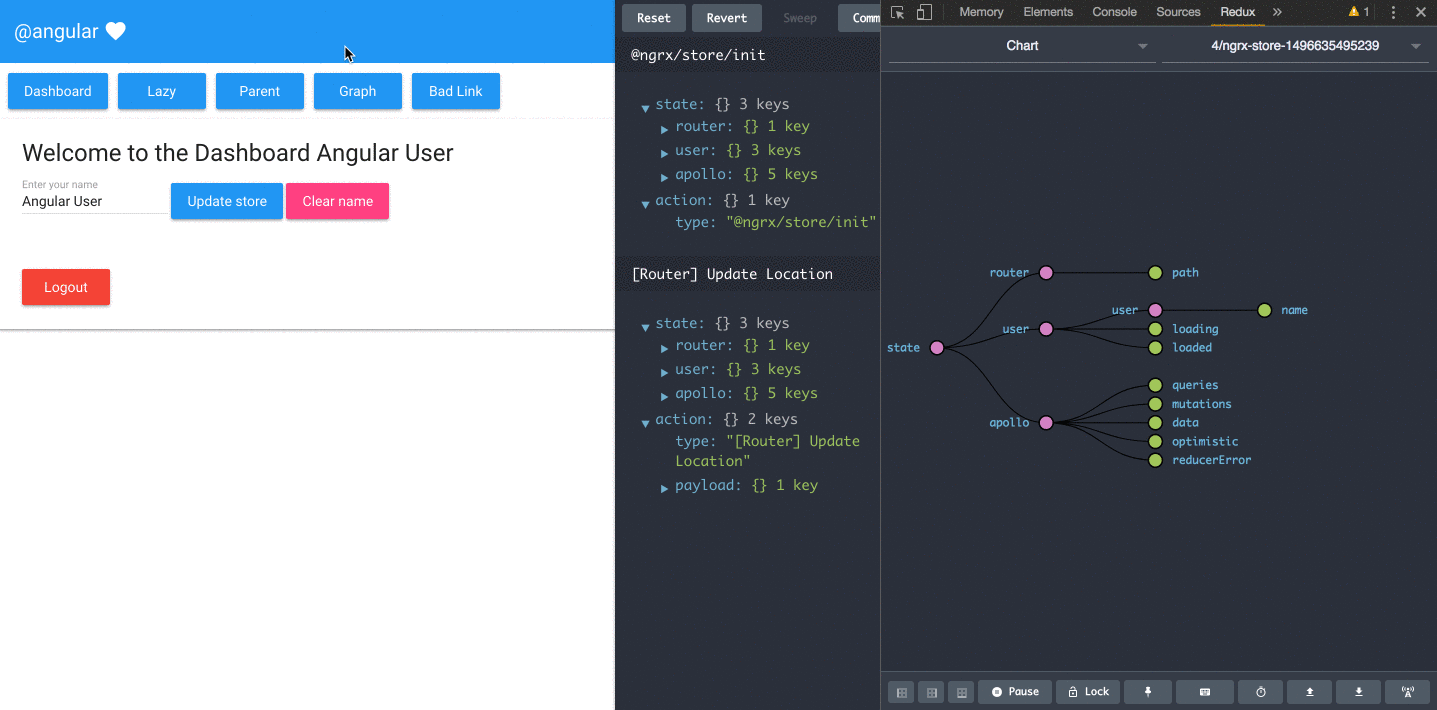 @angular
Dashboard
Lazy
Parent
Graph
Bad Link
Welcome to the Dashboard Angular User
Enter your name
Angular User
Update store
Clear name
Logout
Reset
Revert
Sweep
Comm
@ngrx/store/init
state: {} 3 keys
router: {} 1 key
user: {} 3 keys
apollo: {} 5 keys
action: {} 1 key
type: "@ngrx/store/init"
[Router] Update Location
state: {} 3 keys
router: {} 1 key
user: {} 3 keys
apollo: {} 5 keys
action: {} 2 keys
type: "[Router] Update
Location"
payload: {} 1 key
Memory
Elements
Console
Sources
Redux
»
1
Chart
4/ngrx-store-1496635495239
router
path
user
name
user
loading
loaded
state
queries
mutations
apollo
data
optimistic
reducerError
Pause
Lock